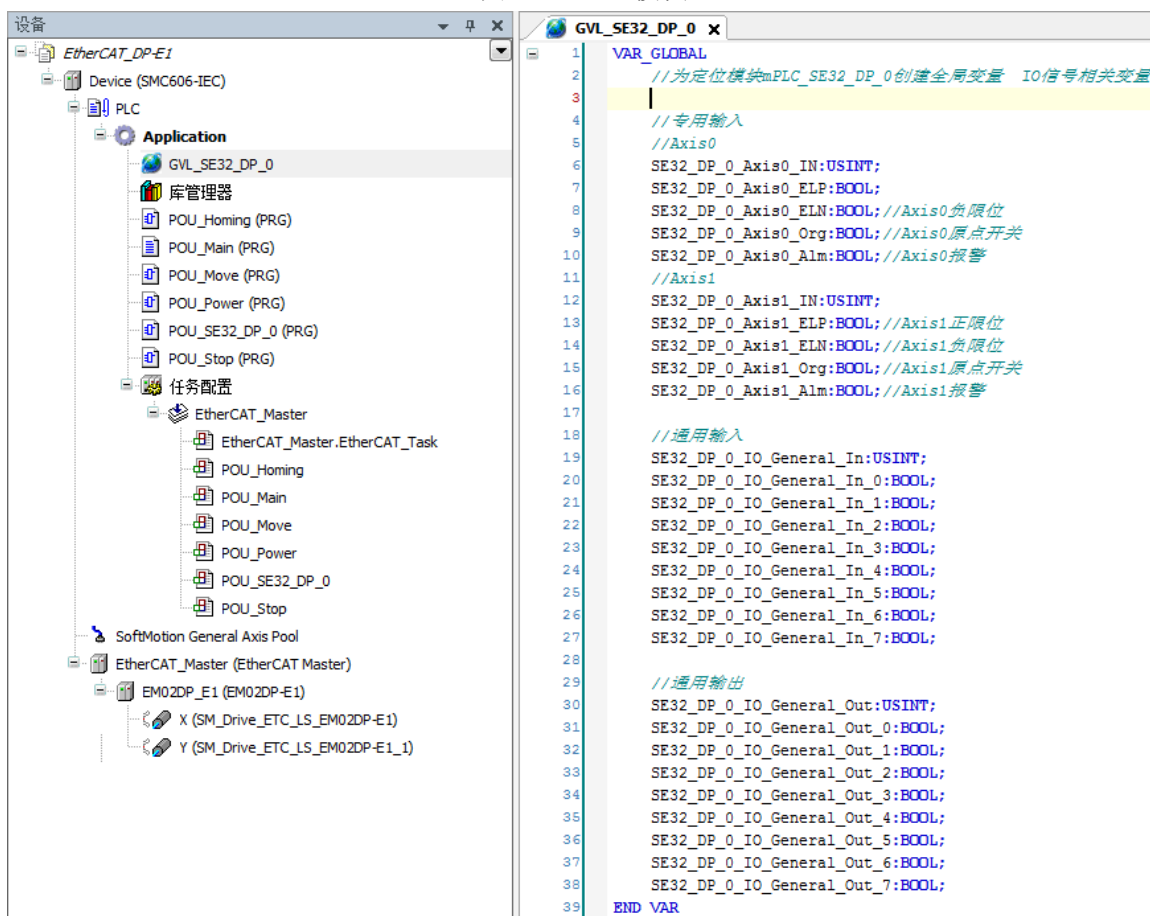 设备
EtherCAT_DP-E1
Device (SMC606-IEC)
PLC
Application
GVL_SE32_DP_0
库管理器
POU_Homing (PRG)
POU_Main (PRG)
POU_Move (PRG)
POU_Power (PRG)
POU_SE32_DP_0 (PRG)
POU_Stop (PRG)
任务配置
EtherCAT_Master
EtherCAT_Master.EtherCAT_Task
POU_Homing
POU_Main
POU_Move
POU_Power
POU_SE32_DP_0
POU_Stop
SoftMotion General Axis Pool
EtherCAT_Master (EtherCAT Master)
EM02DP_E1 (EM02DP-E1)
X (SM_Drive_ETC_LS_EM02DP-E1)
Y (SM_Drive_ETC_LS_EM02DP-E1_1)
GVL_SE32_DP_0 X
1 VAR_GLOBAL
2 //为定位模块mPLC_SE32_DP_0创建全局变量 IO信号相关变量
3
4 //专用输入
5 //Axis0
6 SE32_DP_0_Axis0_IN:USINT;
7 SE32_DP_0_Axis0_ELP:BOOL;
8 SE32_DP_0_Axis0_ELN:BOOL;//Axis0负限位
9 SE32_DP_0_Axis0_Org:BOOL;//Axis0原点开关
10 SE32_DP_0_Axis0_Alm:BOOL;//Axis0报警
11 //Axis1
12 SE32_DP_0_Axis1_IN:USINT;
13 SE32_DP_0_Axis1_ELP:BOOL;//Axis1正限位
14 SE32_DP_0_Axis1_ELN:BOOL;//Axis1负限位
15 SE32_DP_0_Axis1_Org:BOOL;//Axis1原点开关
16 SE32_DP_0_Axis1_Alm:BOOL;//Axis1报警
17
18 //通用输入
19 SE32_DP_0_IO_General_In:USINT;
20 SE32_DP_0_IO_General_In_0:BOOL;
21 SE32_DP_0_IO_General_In_1:BOOL;
22 SE32_DP_0_IO_General_In_2:BOOL;
23 SE32_DP_0_IO_General_In_3:BOOL;
24 SE32_DP_0_IO_General_In_4:BOOL;
25 SE32_DP_0_IO_General_In_5:BOOL;
26 SE32_DP_0_IO_General_In_6:BOOL;
27 SE32_DP_0_IO_General_In_7:BOOL;
28
29 //通用输出
30 SE32_DP_0_IO_General_Out:USINT;
31 SE32_DP_0_IO_General_Out_0:BOOL;
32 SE32_DP_0_IO_General_Out_1:BOOL;
33 SE32_DP_0_IO_General_Out_2:BOOL;
34 SE32_DP_0_IO_General_Out_3:BOOL;
35 SE32_DP_0_IO_General_Out_4:BOOL;
36 SE32_DP_0_IO_General_Out_5:BOOL;
37 SE32_DP_0_IO_General_Out_6:BOOL;
38 SE32_DP_0_IO_General_Out_7:BOOL;
39 END_VAR